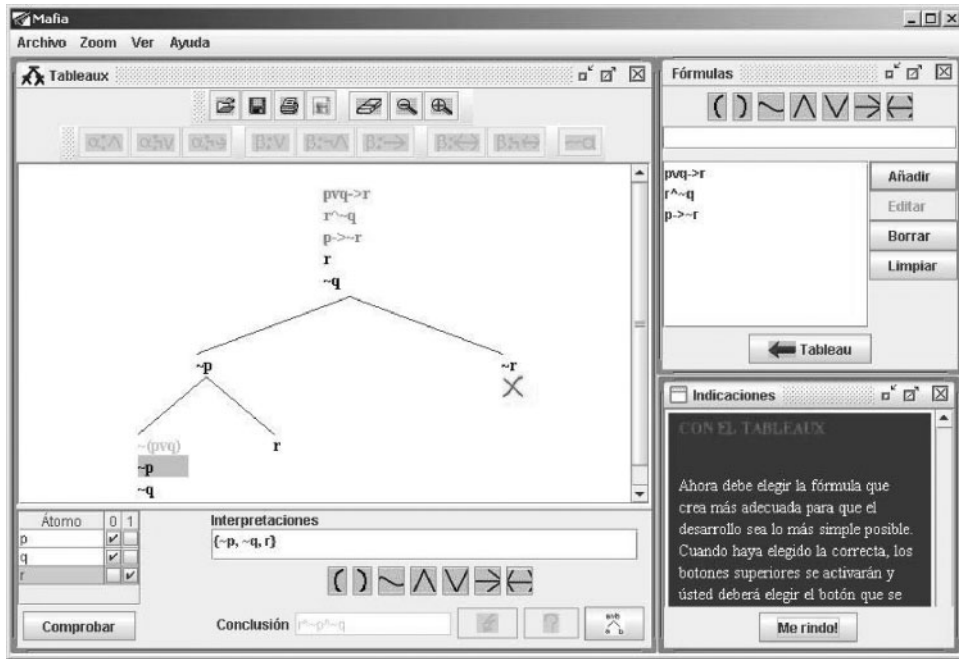 Mafia
Archivo Zoom Ver Ayuda
Tableaux
α:∧ α:¬∨ α:¬→ β:∨ β:¬∧ β:→ β:↔ β:¬↔ ¬α
pvq->r
r^~q
p->~r
r
~q
~p
~r
~(pvq)
r
~p
~q
Átomo 0 1
p
q
r
Comprobar
Interpretaciones
{~p, ~q, r}
( ) ~ ∧ ∨ → ↔
Conclusión r^~p^~q
Fórmulas
( ) ~ ∧ ∨ → ↔
pvq->r
r^~q
p->~r
Añadir
Editar
Borrar
Limpiar
Tableau
Indicaciones
CON EL TABLEAUX
Ahora debe elegir la fórmula que
crea más adecuada para que el
desarrollo sea lo más simple posible.
Cuando haya elegido la correcta, los
botones superiores se activarán y
ústed deberá elegir el botón que se
Me rindo!